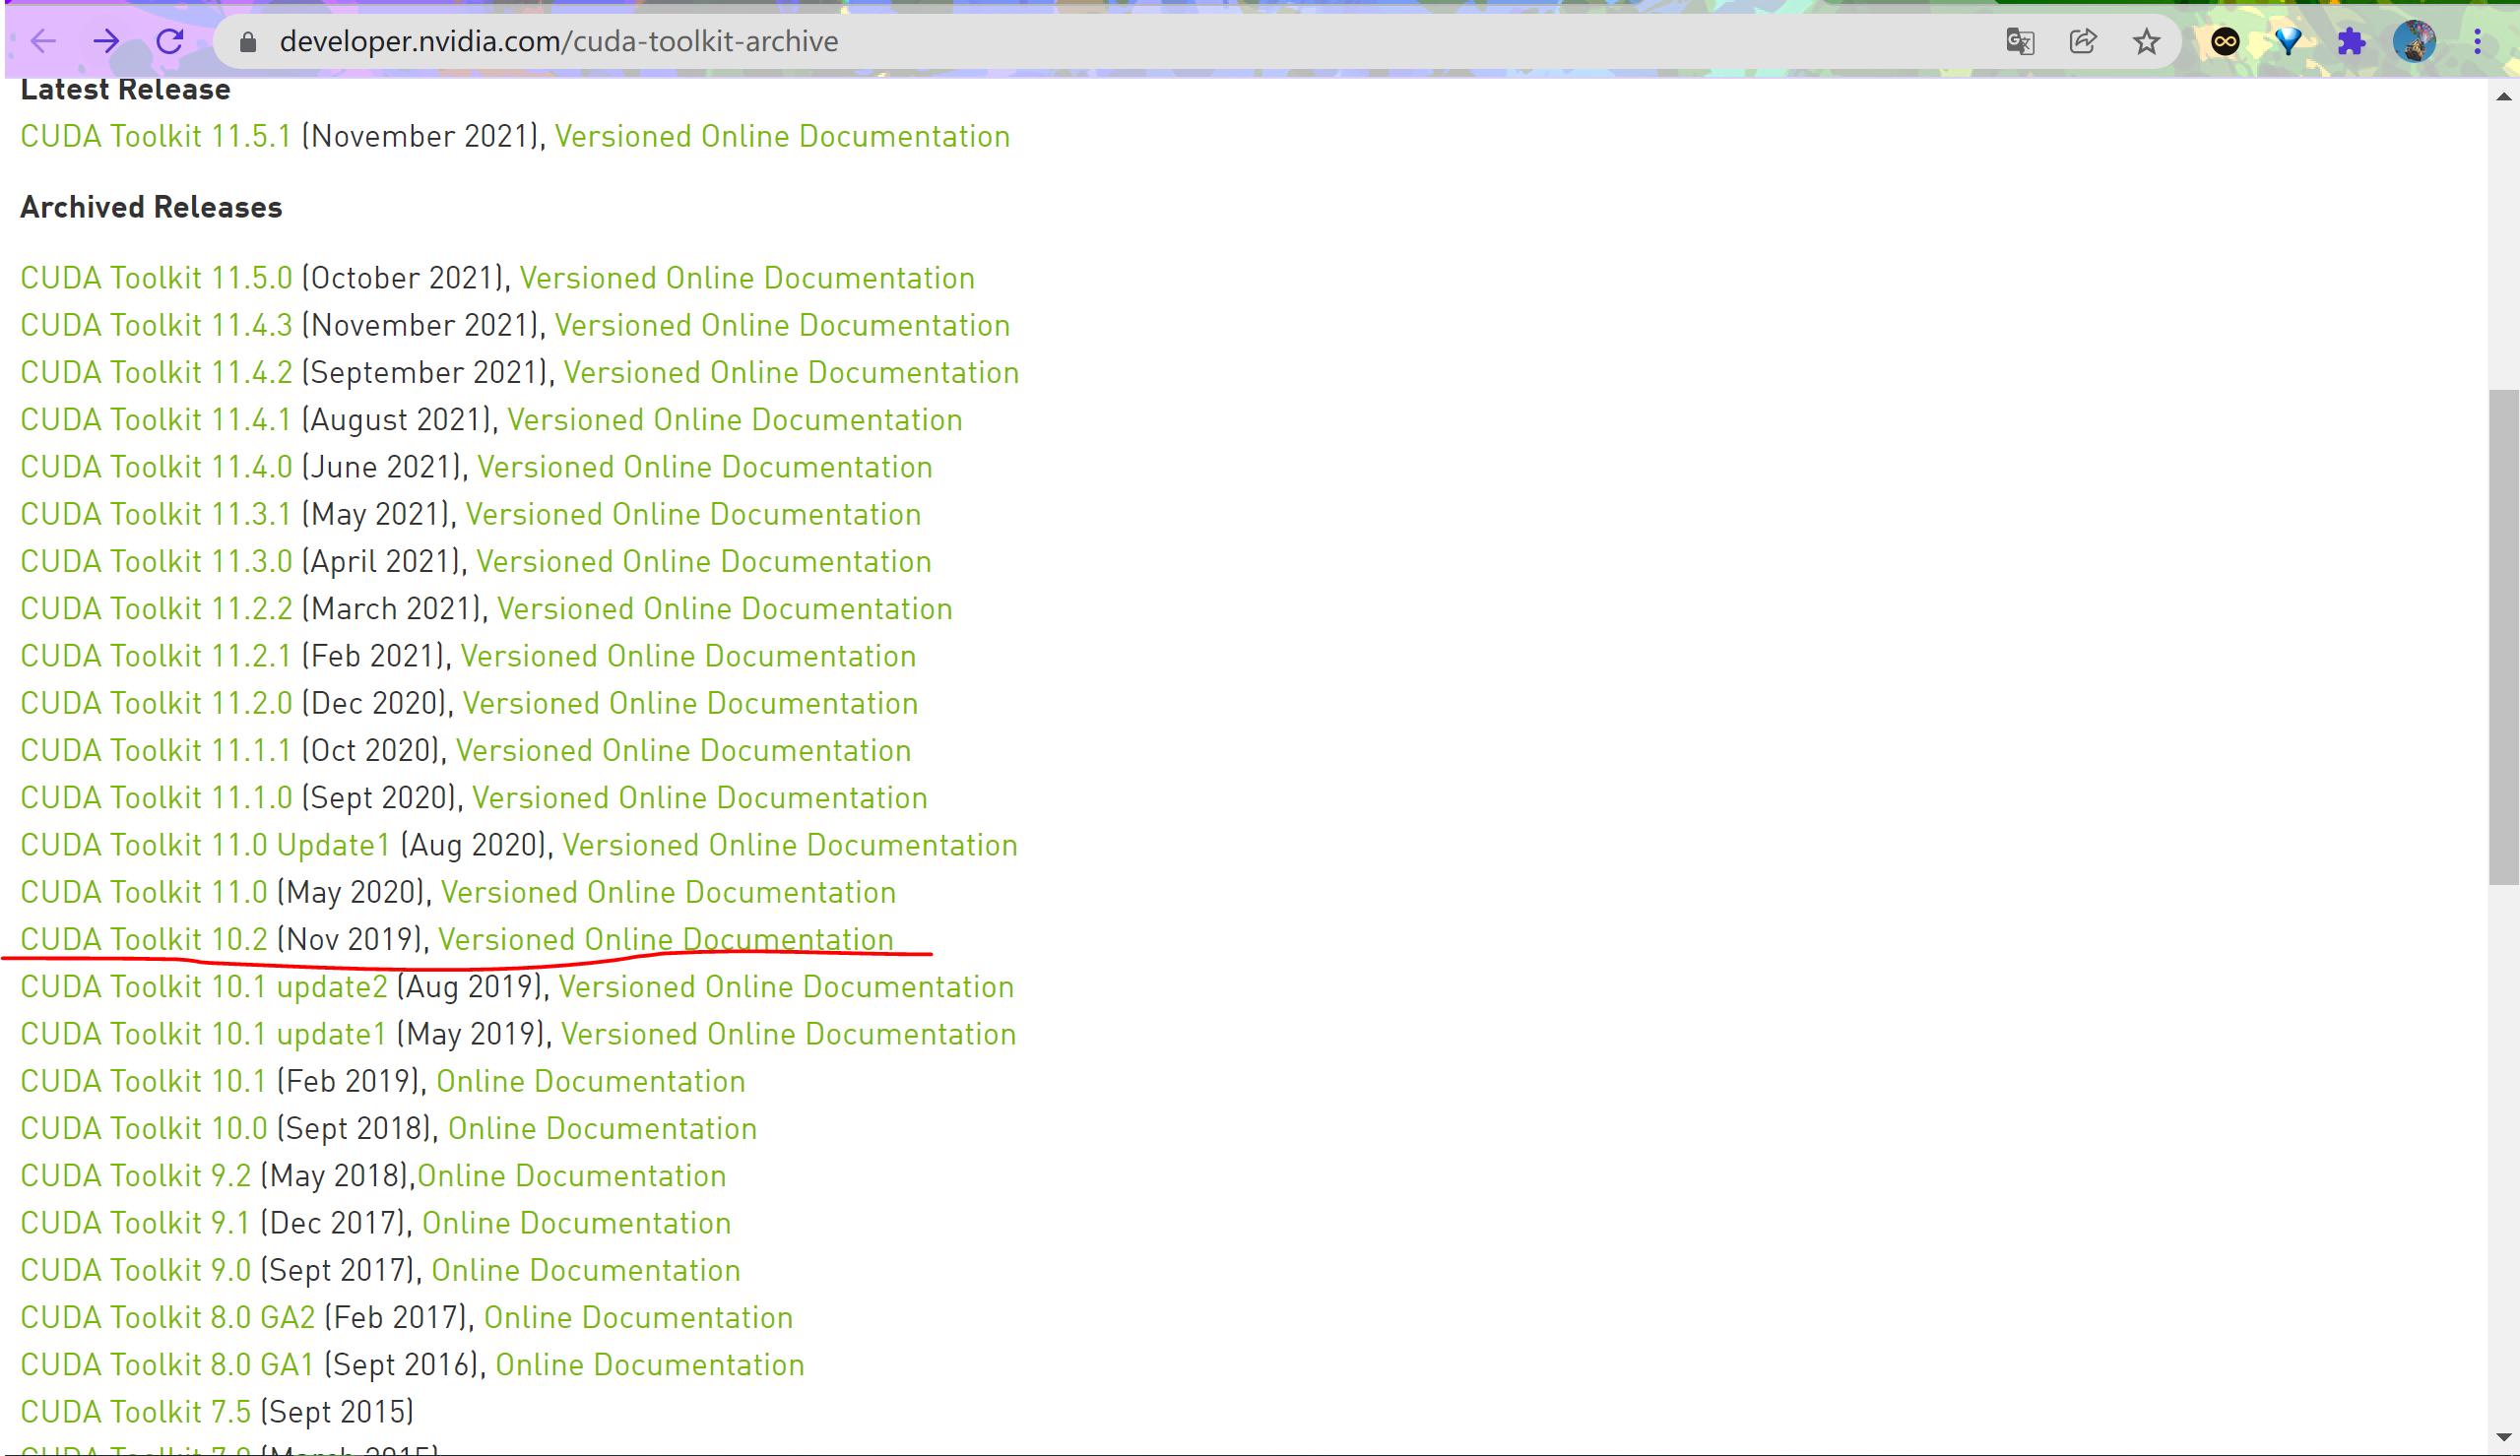 developer.nvidia.com/cuda-toolkit-archive
Latest Release
CUDA Toolkit 11.5.1 (November 2021), Versioned Online Documentation
Archived Releases
CUDA Toolkit 11.5.0 (October 2021), Versioned Online Documentation
CUDA Toolkit 11.4.3 (November 2021), Versioned Online Documentation
CUDA Toolkit 11.4.2 (September 2021), Versioned Online Documentation
CUDA Toolkit 11.4.1 (August 2021), Versioned Online Documentation
CUDA Toolkit 11.4.0 (June 2021), Versioned Online Documentation
CUDA Toolkit 11.3.1 (May 2021), Versioned Online Documentation
CUDA Toolkit 11.3.0 (April 2021), Versioned Online Documentation
CUDA Toolkit 11.2.2 (March 2021), Versioned Online Documentation
CUDA Toolkit 11.2.1 (Feb 2021), Versioned Online Documentation
CUDA Toolkit 11.2.0 (Dec 2020), Versioned Online Documentation
CUDA Toolkit 11.1.1 (Oct 2020), Versioned Online Documentation
CUDA Toolkit 11.1.0 (Sept 2020), Versioned Online Documentation
CUDA Toolkit 11.0 Update1 (Aug 2020), Versioned Online Documentation
CUDA Toolkit 11.0 (May 2020), Versioned Online Documentation
CUDA Toolkit 10.2 (Nov 2019), Versioned Online Documentation
CUDA Toolkit 10.1 update2 (Aug 2019), Versioned Online Documentation
CUDA Toolkit 10.1 update1 (May 2019), Versioned Online Documentation
CUDA Toolkit 10.1 (Feb 2019), Online Documentation
CUDA Toolkit 10.0 (Sept 2018), Online Documentation
CUDA Toolkit 9.2 (May 2018),Online Documentation
CUDA Toolkit 9.1 (Dec 2017), Online Documentation
CUDA Toolkit 9.0 (Sept 2017), Online Documentation
CUDA Toolkit 8.0 GA2 (Feb 2017), Online Documentation
CUDA Toolkit 8.0 GA1 (Sept 2016), Online Documentation
CUDA Toolkit 7.5 (Sept 2015)
CUDA Toolkit 7.0 (March 2015)